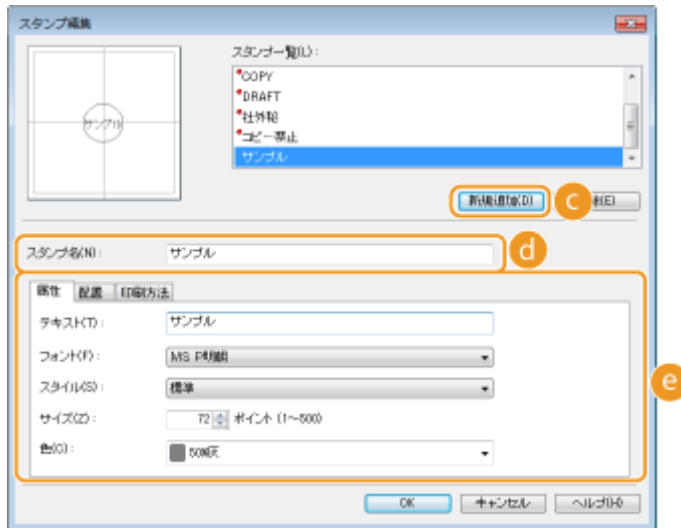 スタンプ編集
スタンプ一覧(L):
COPY
DRAFT
社外秘
コピー禁止
サンプル
サンプル
新規追加(D)
(E)
c
スタンプ名(N):
サンプル
d
属性 配置 印刷方法
テキスト(T):
サンプル
フォント(F):
MS P明朝
スタイル(S):
標準
サイズ(Z):
72 ポイント (1～500)
色(O):
50%灰
e
OK キャンセル ヘルプ(H)